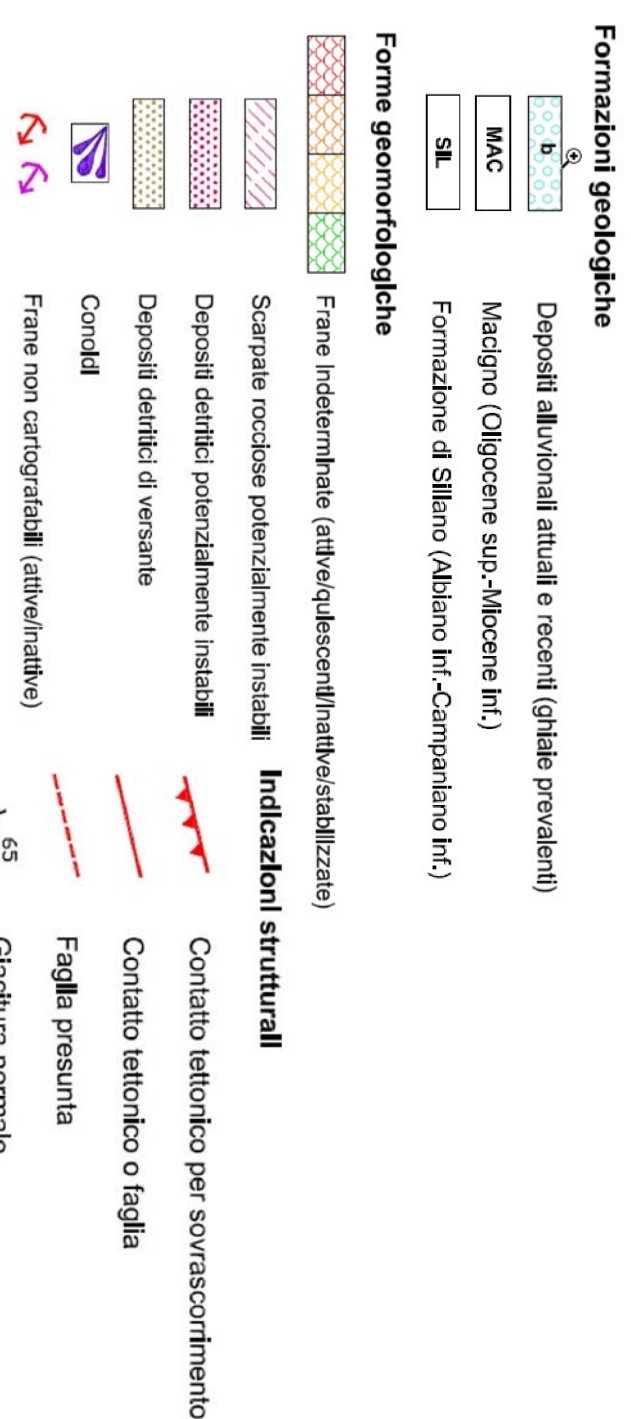 Formazioni geologiche
b Depositi alluvionali attuali e recenti (ghiaie prevalenti)
MAC Macigno (Oligocene sup.-Miocene inf.)
SIL Formazione di Sillano (Albiano inf.-Campaniano inf.)
Forme geomorfologiche
Frane indeterminate (attive/quiescenti/inattive/stabilizzate)
Scarpate rocciose potenzialmente instabili
Depositi detritici potenzialmente instabili
Depositi detritici di versante
Conoidi
Frane non cartografabili (attive/inattive)
Indicazioni strutturali
Contatto tettonico per sovrascorrimento
Contatto tettonico o faglia
Faglia presunta
65 Giacitura normale